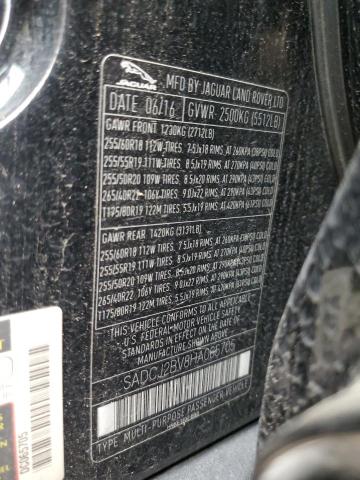 JAGUAR
MFD BY JAGUAR LAND ROVER LTD
DATE 06/16 GVWR- 2500KG (5512LB)
GAWR FRONT 1230KG (2712LB)
255/60R18 112W TIRES. 7.5Jx18 RIMS. AT 260KPA (38PSI) COLD
255/55R19 111W TIRES. 8.5Jx19 RIMS. AT 270KPA (40PSI) COLD
255/50R20 109W TIRES. 8.5Jx20 RIMS. AT 290KPA (42PSI) COLD
265/40R22 106Y TIRES. 9.0Jx22 RIMS. AT 290KPA (42PSI) COLD
T175/80R19 122M TIRES. 5.5Jx19 RIMS. AT 420KPA (61PSI) COLD
GAWR REAR. 1420KG (3131LB)
255/60R18 112W TIRES. 7.5Jx18 RIMS. AT 260KPA (38PSI) COLD
255/55R19 111W TIRES. 8.5Jx19 RIMS. AT 270KPA (40PSI) COLD
255/50R20 109W TIRES. 8.5Jx20 RIMS. AT 290KPA (42PSI) COLD
265/40R22 106Y TIRES. 9.0Jx22 RIMS. AT 290KPA (42PSI) COLD
T175/80R19 122M TIRES. 5.5Jx19 RIMS. AT 420KPA (61PSI) COLD
THIS VEHICLE CONFORMS TO ALL APPLICABLE
FEDERAL MOTOR VEHICLE SAFETY
STANDARDS IN EFFECT ON THE DATE OF
MANUFACTURE SHOWN ABOVE.
SADCJ2BV8HA065705
TYPE: MULTI-PURPOSE PASSENGER VEHICLE
DC065705